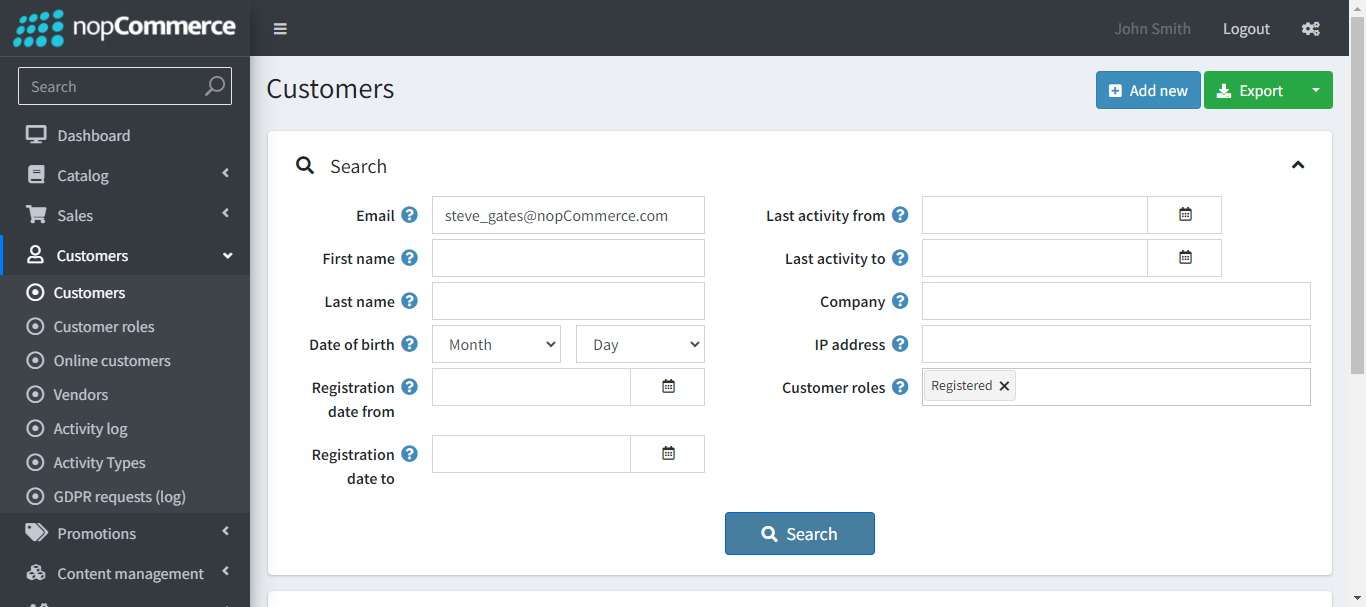 nopCommerce
John Smith
Logout
Search
Customers
Add new
Export
Dashboard
Catalog
Sales
Customers
Customers
Customer roles
Online customers
Vendors
Activity log
Activity Types
GDPR requests (log)
Promotions
Content management
Search
Email ?
steve_gates@nopCommerce.com
Last activity from ?
First name ?
Last activity to ?
Last name ?
Company ?
Date of birth ?
Month
Day
IP address ?
Registration ?
date from
Customer roles ?
Registered
Registration ?
date to
Search